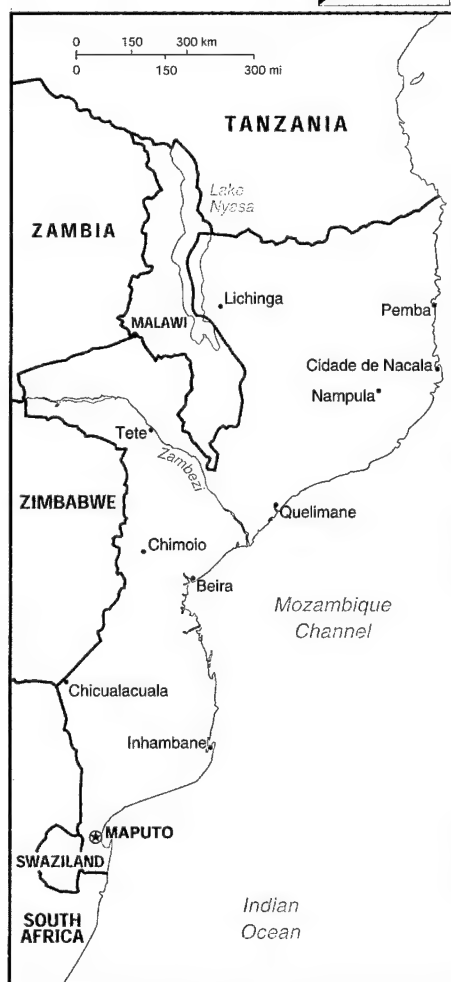 0 150 300 km
0 150 300 mi
TANZANIA
Lake
Nyasa
ZAMBIA
Lichinga
Pemba
MALAWI
Cidade de Nacala
Nampula
Tete
Zambezi
ZIMBABWE
Quelimane
Chimoio
Beira
Mozambique
Channel
Chicualacuala
Inhambane
MAPUTO
SWAZILAND
SOUTH
AFRICA
Indian
Ocean